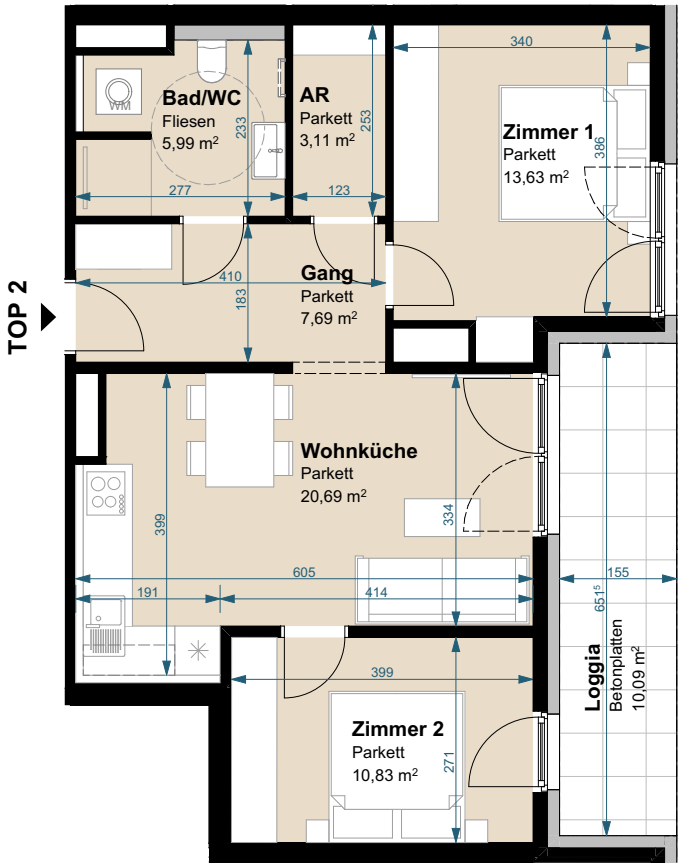 340
Bad/WC
Fliesen
5,99 m²
WM
233
277
AR
Parkett
3,11 m²
253
123
Zimmer 1
Parkett
13,63 m²
386
TOP 2
410
183
Gang
Parkett
7,69 m²
Wohnküche
Parkett
20,69 m²
399
334
605
191
414
155
651⁵
Loggia
Betonplatten
10,09 m²
399
Zimmer 2
Parkett
10,83 m²
271